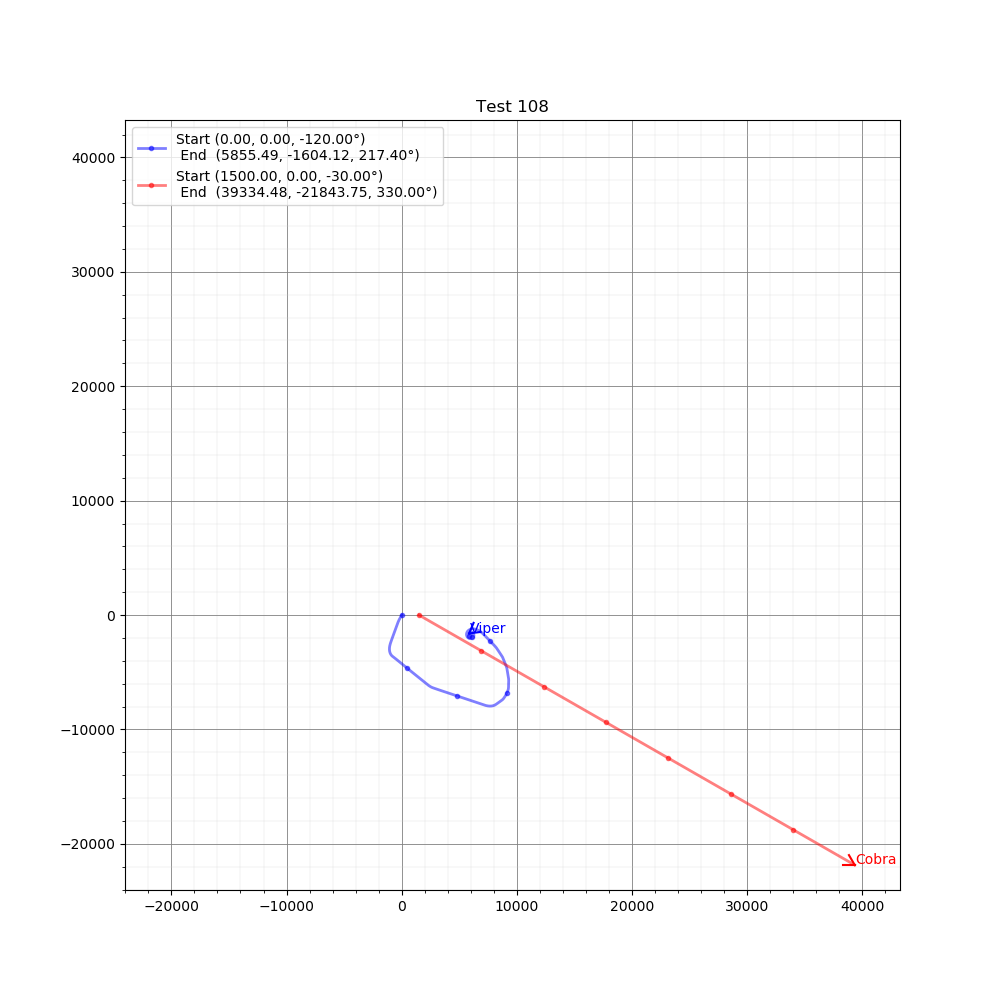 Test 108
Start (0.00, 0.00, -120.00°)
End (5855.49, -1604.12, 217.40°)
Start (1500.00, 0.00, -30.00°)
End (39334.48, -21843.75, 330.00°)
40000
30000
20000
10000
0
−10000
−20000
Viper
Cobra
−20000 −10000 0 10000 20000 30000 40000